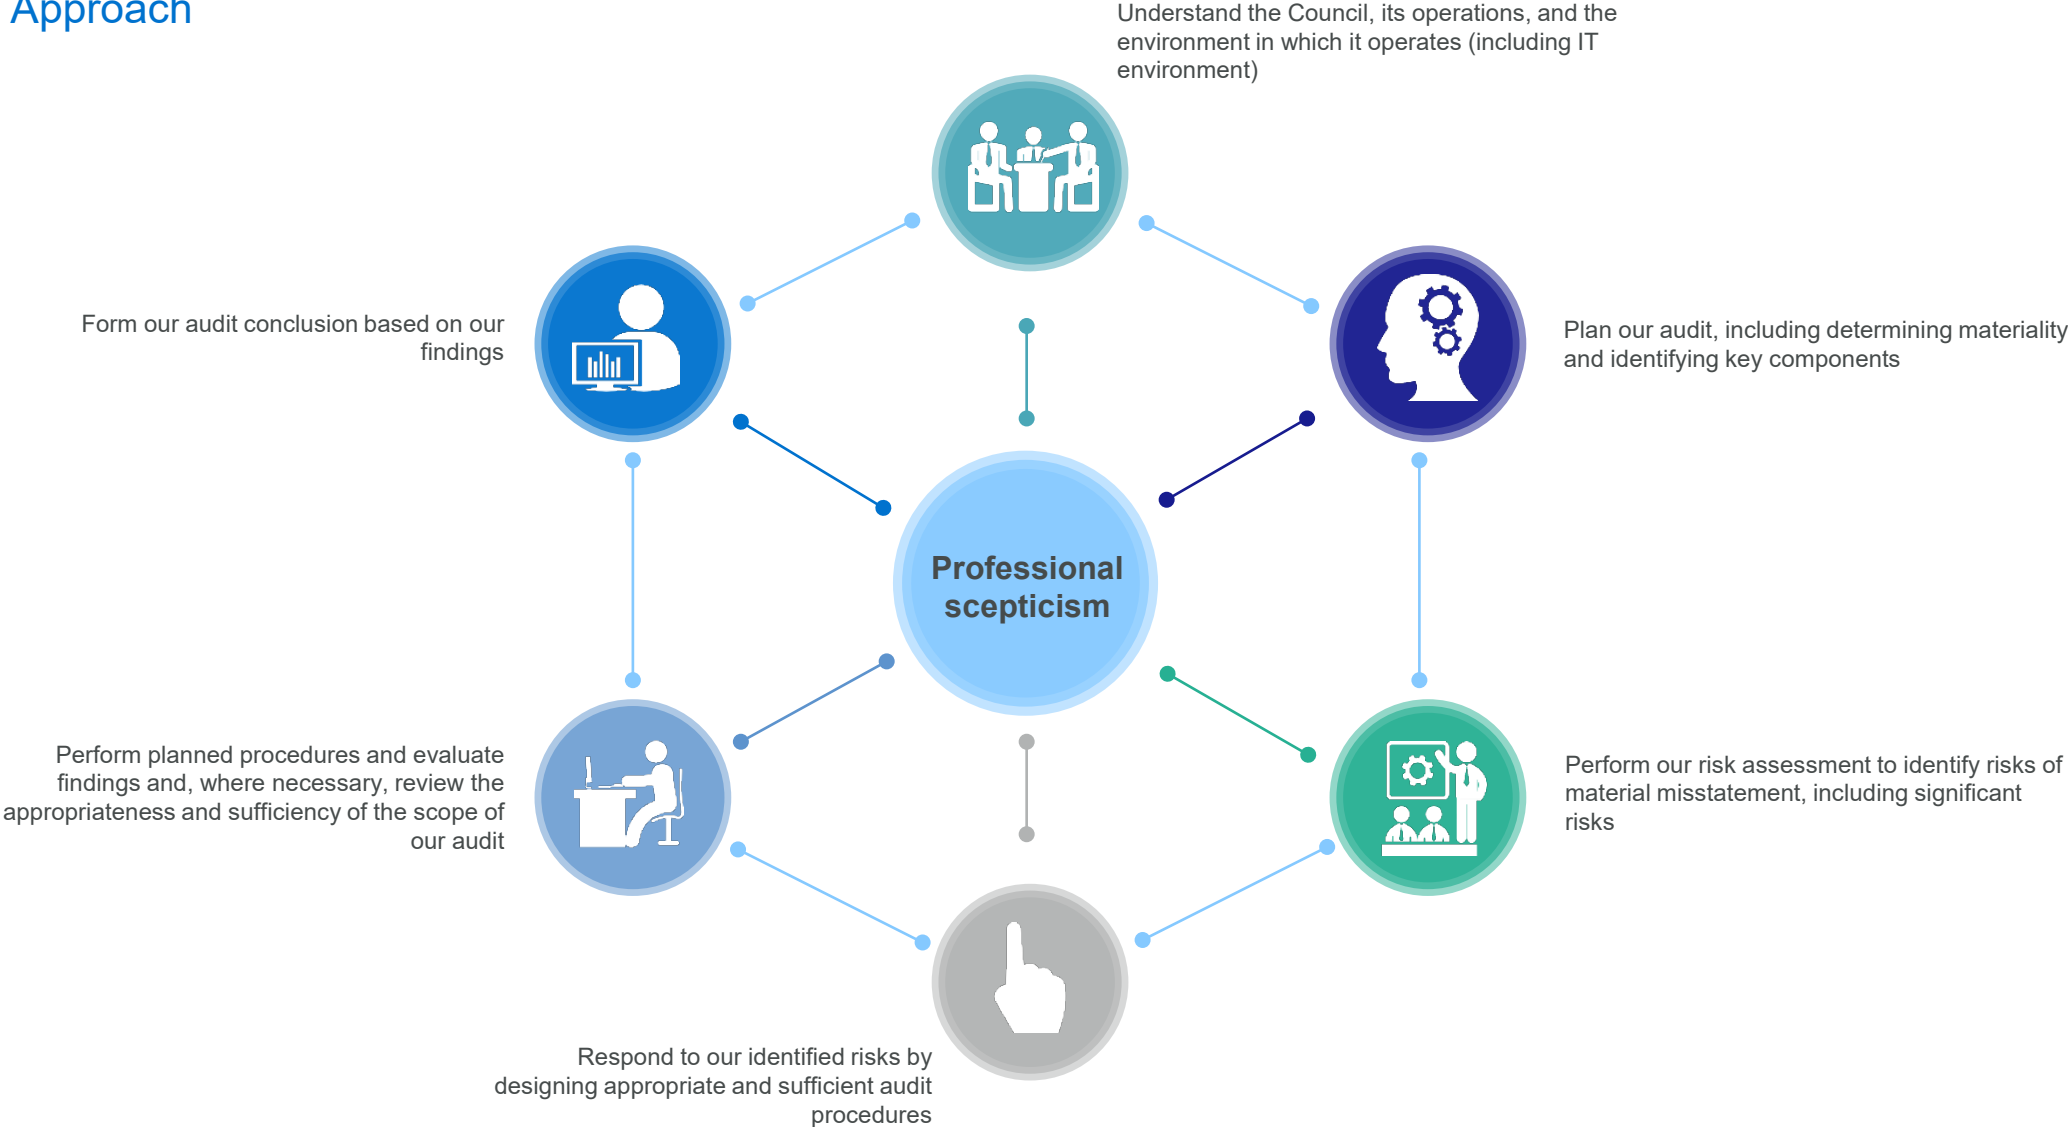 Approach
Understand the Council, its operations, and the
environment in which it operates (including IT
environment)
Plan our audit, including determining materiality
and identifying key components
Perform our risk assessment to identify risks of
material misstatement, including significant
risks
Respond to our identified risks by
designing appropriate and sufficient audit
procedures
Perform planned procedures and evaluate
findings and, where necessary, review the
appropriateness and sufficiency of the scope of
our audit
Form our audit conclusion based on our
findings
Professional
scepticism